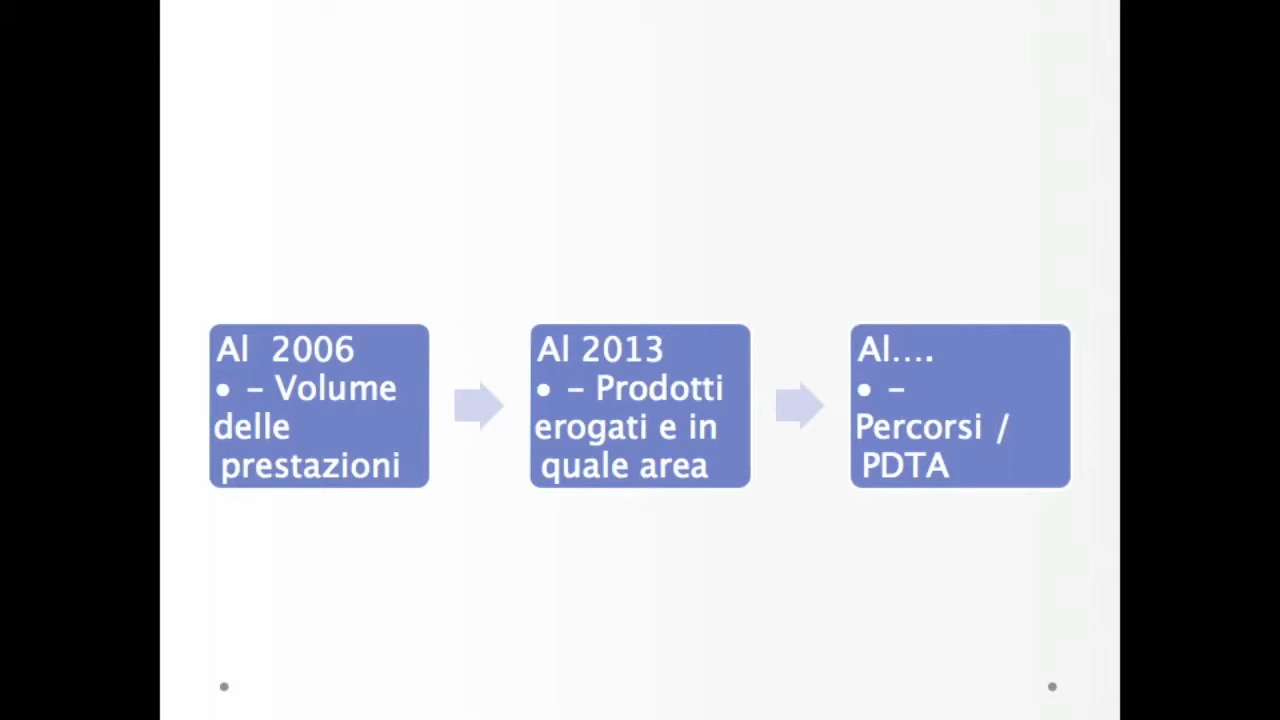 Al  2006
• – Volume
delle
prestazioni
Al 2013
• – Prodotti
erogati e in
quale area
Al....
• –
Percorsi /
PDTA